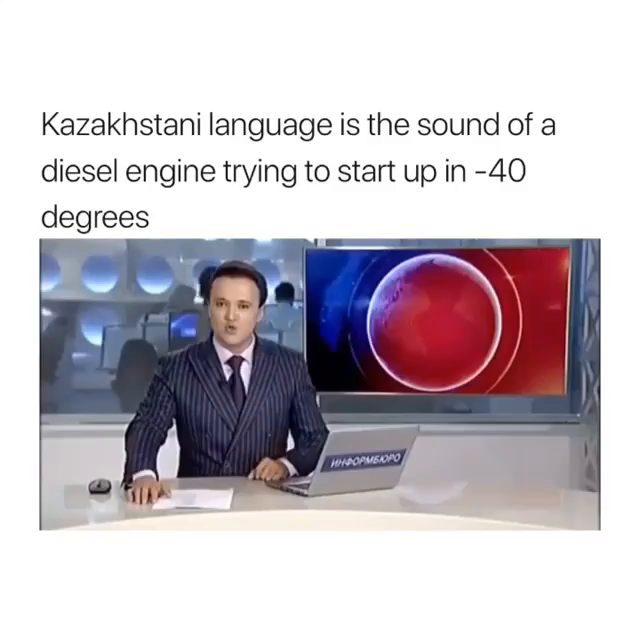 Kazakhstani language is the sound of a
diesel engine trying to start up in -40
degrees
ИНФОРМБЮРО